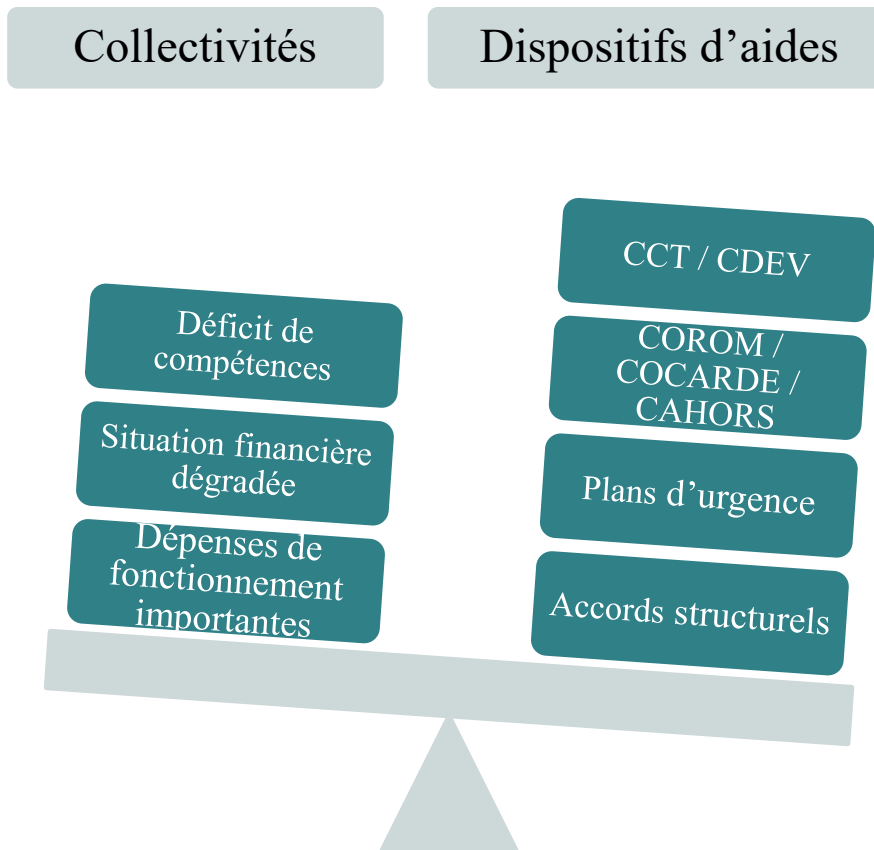 Collectivités
Dispositifs d’aides
Déficit de
compétences
Situation financière
dégradée
Dépenses de
fonctionnement
importantes
CCT / CDEV
COROM /
COCARDE /
CAHORS
Plans d’urgence
Accords structurels